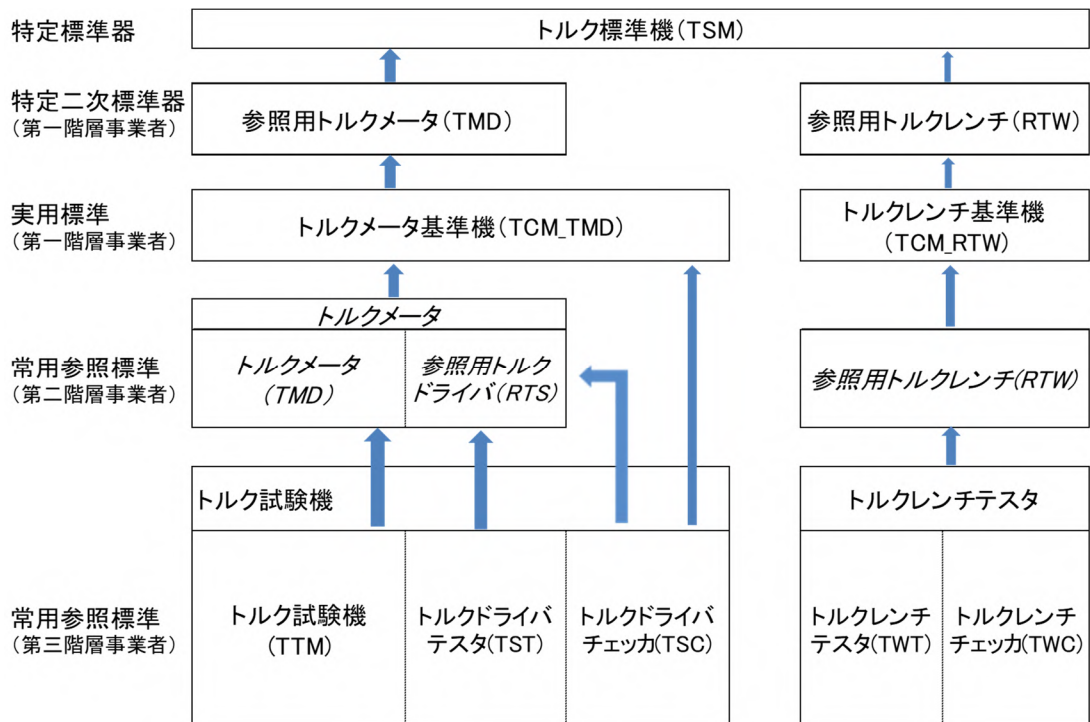 特定標準器
トルク標準機(TSM)
特定二次標準器
(第一階層事業者)
参照用トルクメータ(TMD)
参照用トルクレンチ(RTW)
実用標準
(第一階層事業者)
トルクメータ基準機(TCM_TMD)
トルクレンチ基準機
(TCM_RTW)
トルクメータ
常用参照標準
(第二階層事業者)
トルクメータ
(TMD)
参照用トルク
ドライバ(RTS)
参照用トルクレンチ(RTW)
トルク試験機
トルクレンチテスタ
常用参照標準
(第三階層事業者)
トルク試験機
(TTM)
トルクドライバ
テスタ(TST)
トルクドライバ
チェッカ(TSC)
トルクレンチ
テスタ(TWT)
トルクレンチ
チェッカ(TWC)